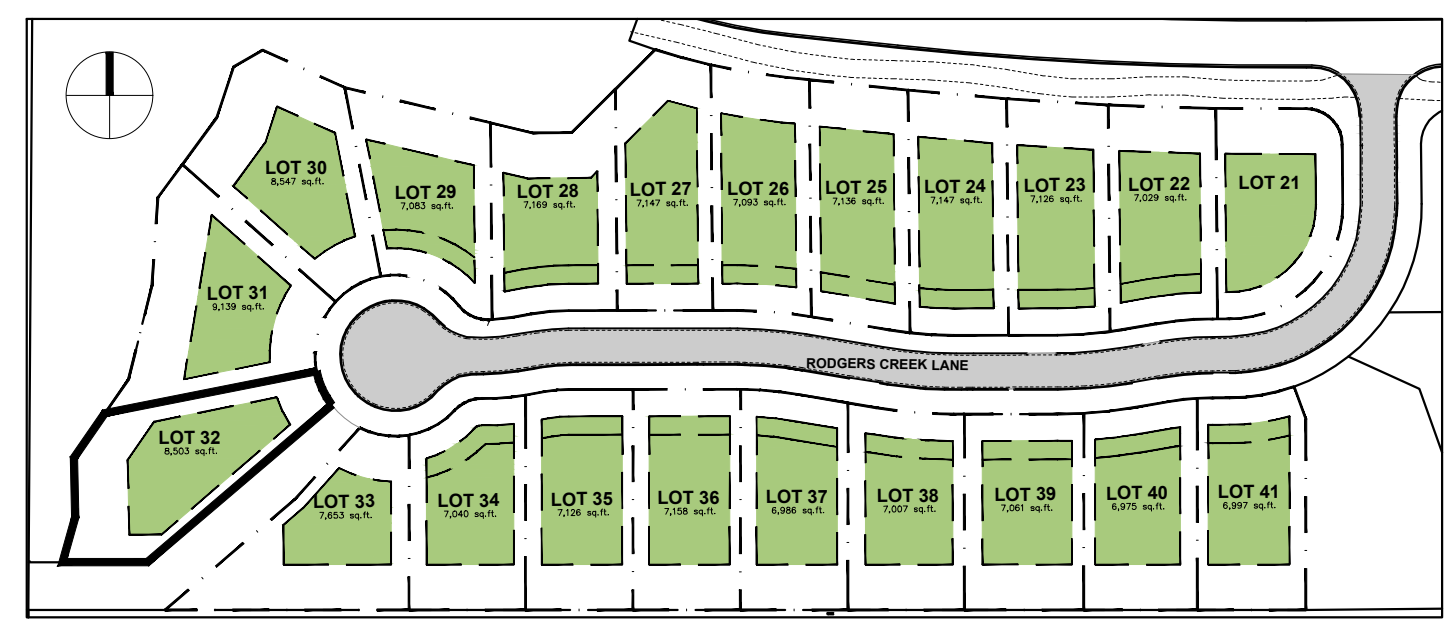 LOT 30
8,547 sq.ft.
LOT 29
7,083 sq.ft.
LOT 28
7,169 sq.ft.
LOT 27
7,147 sq.ft.
LOT 26
7,093 sq.ft.
LOT 25
7,136 sq.ft.
LOT 24
7,147 sq.ft.
LOT 23
7,126 sq.ft.
LOT 22
7,029 sq.ft.
LOT 21
LOT 31
9,139 sq.ft.
RODGERS CREEK LANE
LOT 32
8,503 sq.ft.
LOT 33
7,653 sq.ft.
LOT 34
7,040 sq.ft.
LOT 35
7,126 sq.ft.
LOT 36
7,158 sq.ft.
LOT 37
6,986 sq.ft.
LOT 38
7,007 sq.ft.
LOT 39
7,061 sq.ft.
LOT 40
6,975 sq.ft.
LOT 41
6,997 sq.ft.